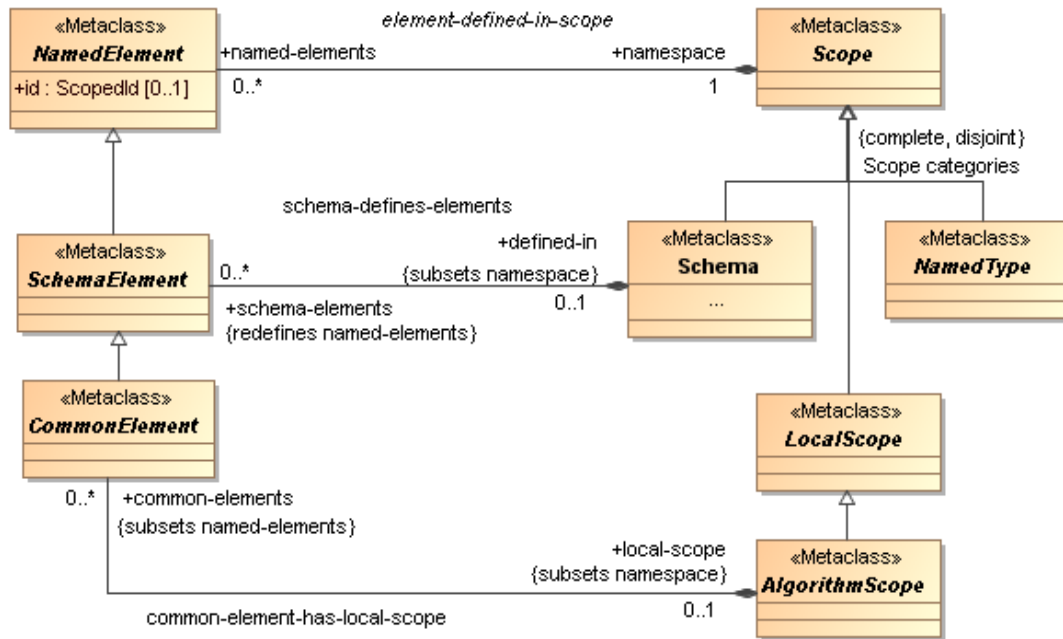 «Metaclass»
NamedElement
+id : ScopedId [0..1]
element-defined-in-scope
+named-elements
0..*
+namespace
1
«Metaclass»
Scope
{complete, disjoint}
Scope categories
schema-defines-elements
«Metaclass»
SchemaElement
0..*
+schema-elements
{redefines named-elements}
+defined-in
{subsets namespace}
0..1
«Metaclass»
Schema
...
«Metaclass»
NamedType
«Metaclass»
CommonElement
0..*
+common-elements
{subsets named-elements}
«Metaclass»
LocalScope
+local-scope
{subsets namespace}
0..1
«Metaclass»
AlgorithmScope
common-element-has-local-scope